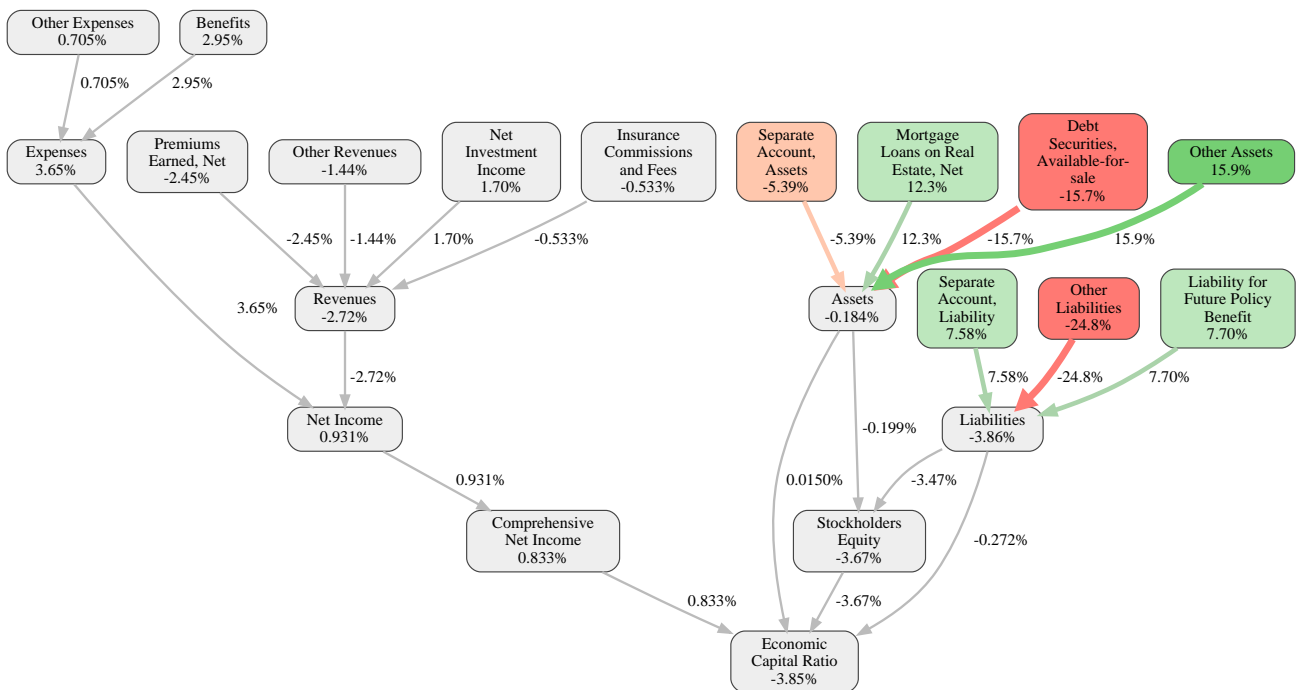 Other Expenses
0.705%
Benefits
2.95%
0.705%
2.95%
Expenses
3.65%
Premiums
Earned, Net
-2.45%
Other Revenues
-1.44%
Net
Investment
Income
1.70%
Insurance
Commissions
and Fees
-0.533%
Separate
Account,
Assets
-5.39%
Mortgage
Loans on Real
Estate, Net
12.3%
Debt
Securities,
Available-for-
sale
-15.7%
Other Assets
15.9%
-2.45%
-1.44%
1.70%
-0.533%
-5.39%
12.3%
-15.7%
15.9%
3.65%
Revenues
-2.72%
Assets
-0.184%
Separate
Account,
Liability
7.58%
Other
Liabilities
-24.8%
Liability for
Future Policy
Benefit
7.70%
-2.72%
7.58%
-24.8%
7.70%
Net Income
0.931%
-0.199%
Liabilities
-3.86%
0.931%
0.0150%
-3.47%
Comprehensive
Net Income
0.833%
Stockholders
Equity
-3.67%
-0.272%
0.833%
-3.67%
Economic
Capital Ratio
-3.85%